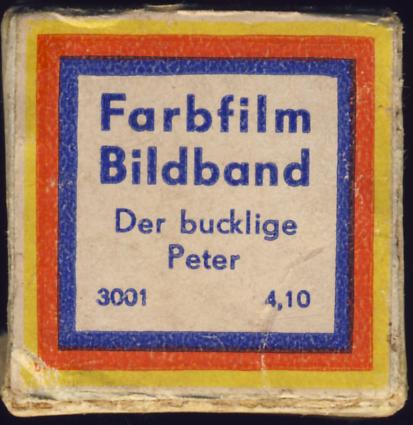 Farbfilm
Bildband
Der bucklige
Peter
3001 4,10